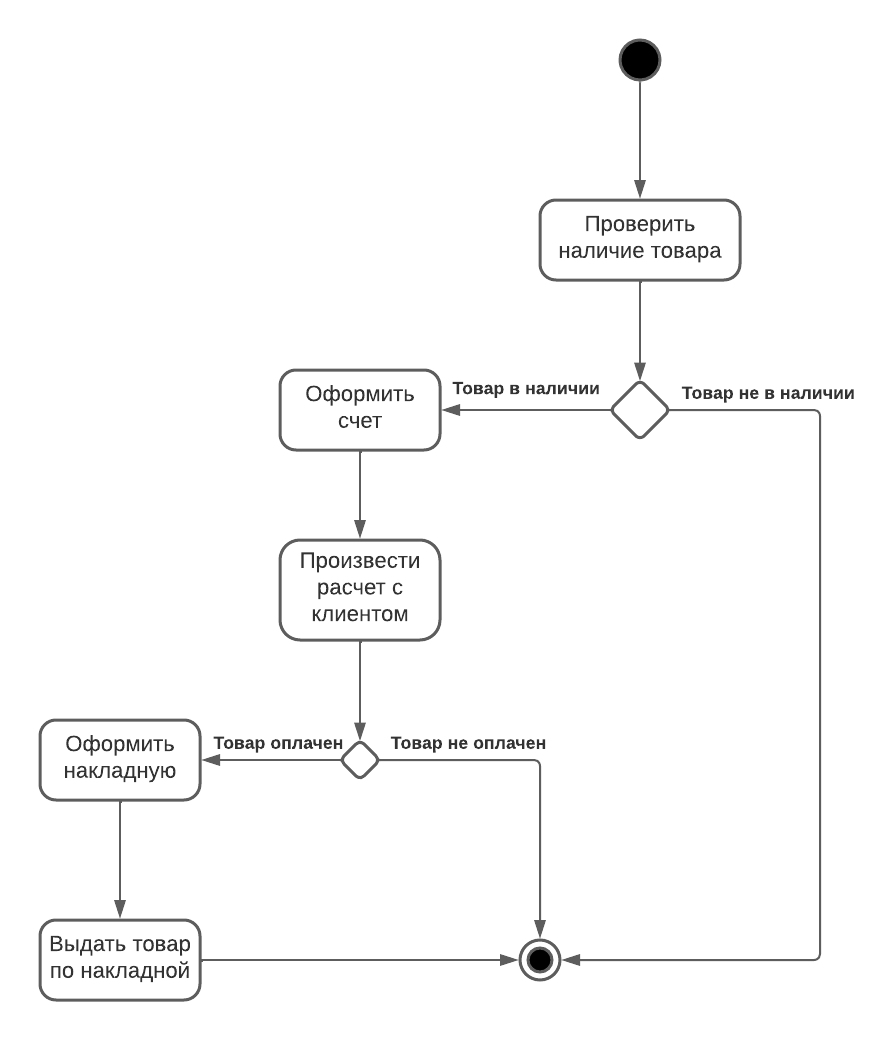 Проверить
наличие товара
Товар в наличии
Товар не в наличии
Оформить
счет
Произвести
расчет с
клиентом
Товар оплачен
Товар не оплачен
Оформить
накладную
Выдать товар
по накладной